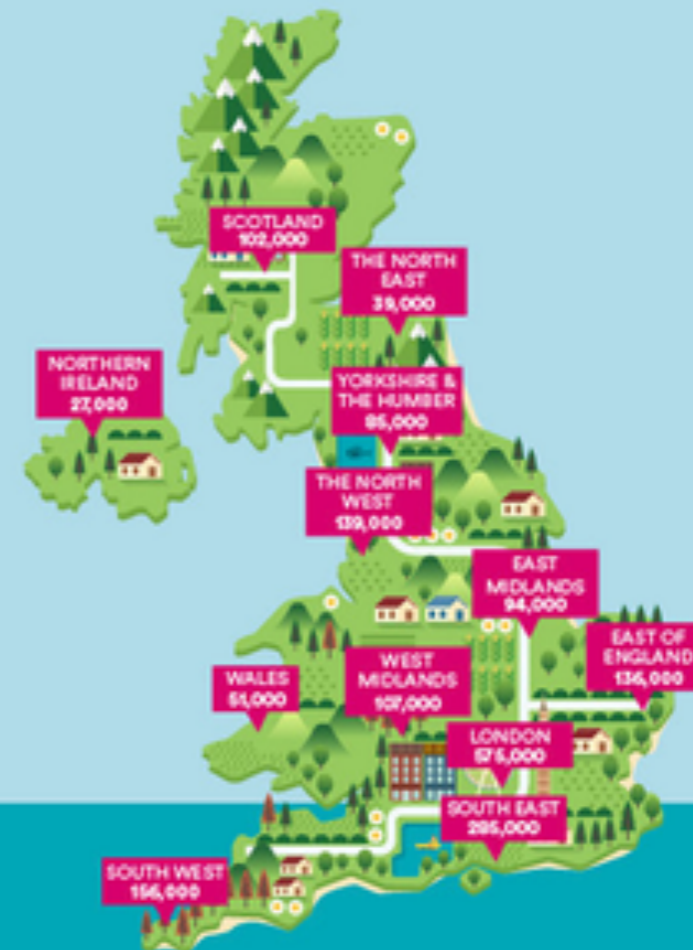 SCOTLAND
102,000
THE NORTH
EAST
39,000
NORTHERN
IRELAND
27,000
YORKSHIRE &
THE HUMBER
85,000
THE NORTH
WEST
139,000
EAST
MIDLANDS
94,000
EAST OF
ENGLAND
136,000
WALES
51,000
WEST
MIDLANDS
107,000
LONDON
575,000
SOUTH EAST
285,000
SOUTH WEST
156,000